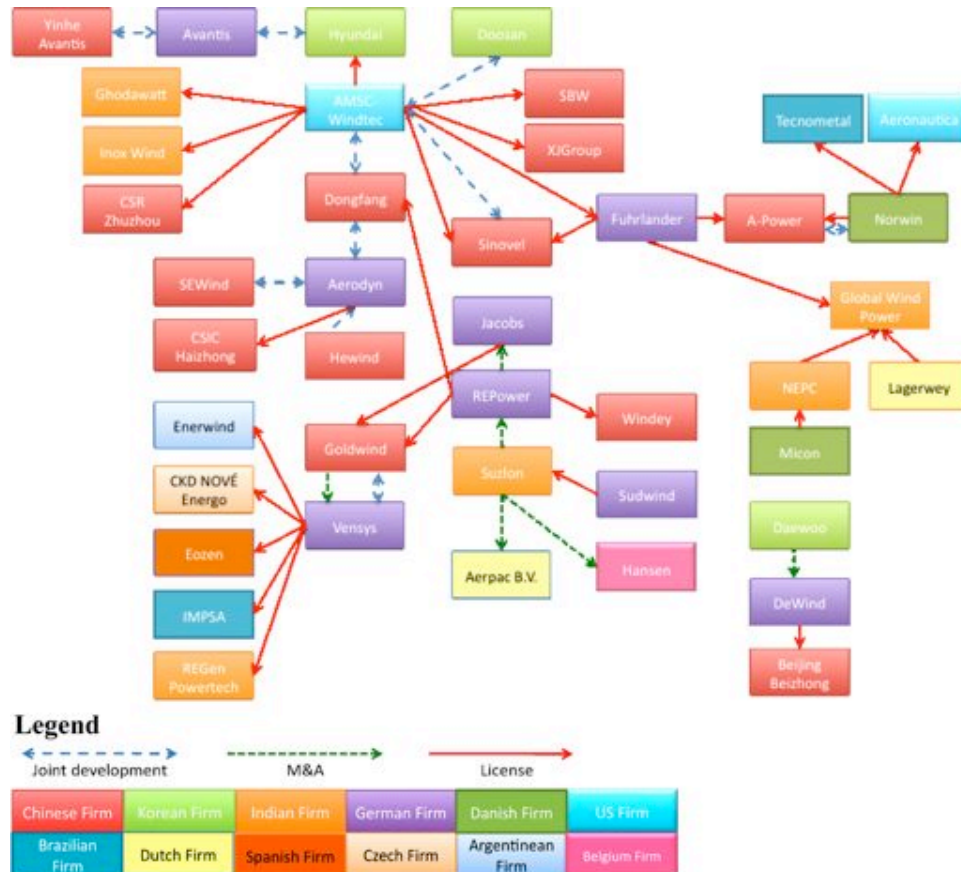 Yinhe
Avantis
Avantis
Hyundai
Doosan
Ghodawatt
AMSC-
Windtec
SBW
Tecnometal
Aeronautica
Inox Wind
XJGroup
CSR
Zhuzhou
Dongfang
Sinovel
Fuhrlander
A-Power
Norwin
SEWind
Aerodyn
Global Wind
Power
CSIC
Haizhong
Hewind
Jacobs
REPower
NEPC
Lagerwey
Enerwind
Goldwind
Windey
Micon
CKD NOVÉ
Energo
Suzlon
Sudwind
Vensys
Daewoo
Eozen
Aerpac B.V.
Hansen
IMPSA
DeWind
REGen
Powertech
Beijing
Beizhong
Legend
Joint development
M&A
License
Chinese Firm
Korean Firm
Indian Firm
German Firm
Danish Firm
US Firm
Brazilian
Firm
Dutch Firm
Spanish Firm
Czech Firm
Argentinean
Firm
Belgium Firm